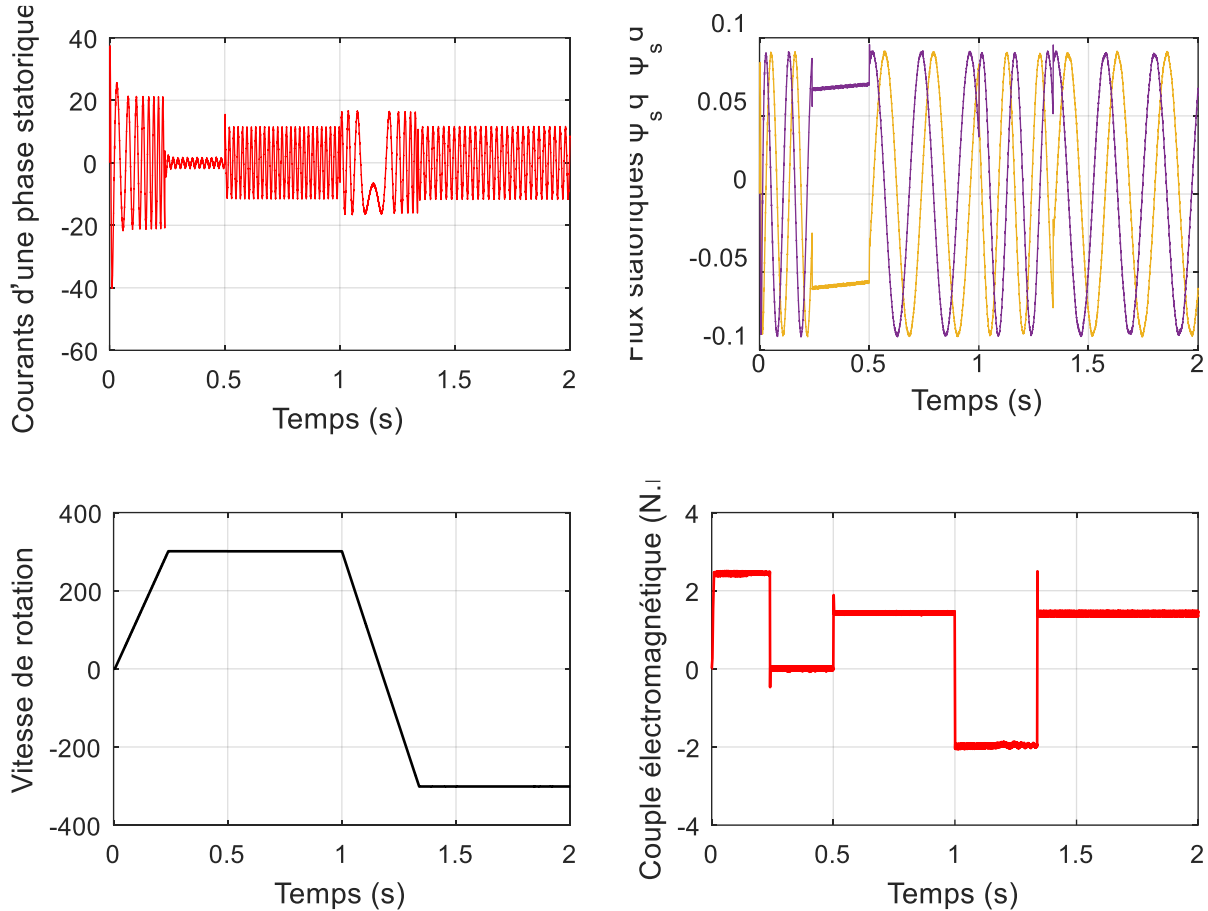 Courants d'une phase statorique
40
20
0
-20
-40
-60
0 0.5 1 1.5 2
Temps (s)
Flux statoriques ψ s q ψ s d
0.1
0.05
0
-0.05
-0.1
0 0.5 1 1.5 2
Temps (s)
Vitesse de rotation
400
200
0
-200
-400
0 0.5 1 1.5 2
Temps (s)
Couple électromagnétique (N.
4
2
0
-2
-4
0 0.5 1 1.5 2
Temps (s)